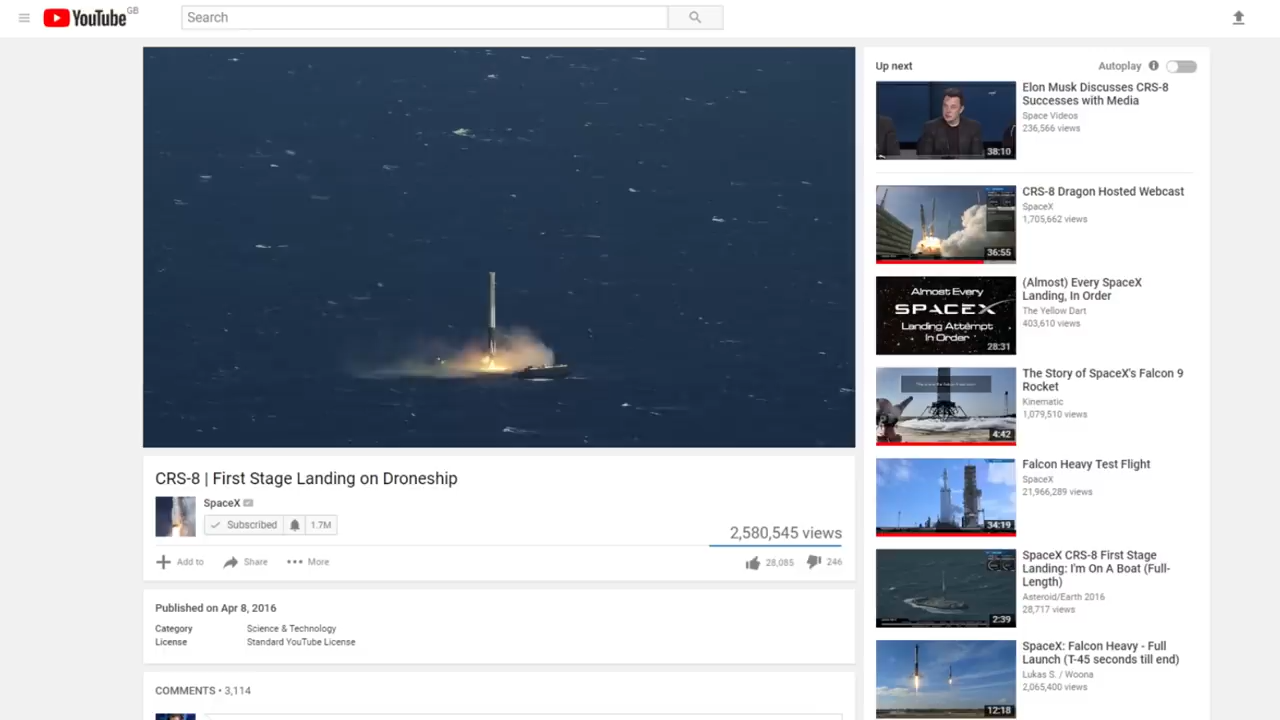 YouTube GB
Search
Up next
Autoplay
Elon Musk Discusses CRS-8
Successes with Media
Space Videos
236,566 views
38:10
CRS-8 Dragon Hosted Webcast
SpaceX
1,705,662 views
36:55
(Almost) Every SpaceX
Landing, In Order
The Yellow Dart
403,610 views
Almost Every
SPACEX
Landing Attempt
In Order
28:31
The Story of SpaceX's Falcon 9
Rocket
Kinematic
1,079,510 views
4:42
Falcon Heavy Test Flight
SpaceX
21,966,289 views
34:19
SpaceX CRS-8 First Stage
Landing: I'm On A Boat (Full-
Length)
Asteroid/Earth 2016
28,717 views
2:39
SpaceX: Falcon Heavy - Full
Launch (T-45 seconds till end)
Lukas S. / Woona
2,065,400 views
12:18
CRS-8 | First Stage Landing on Droneship
SpaceX
Subscribed 1.7M
2,580,545 views
Add to Share More
28,085 246
Published on Apr 8, 2016
Category Science & Technology
License Standard YouTube License
COMMENTS • 3,114